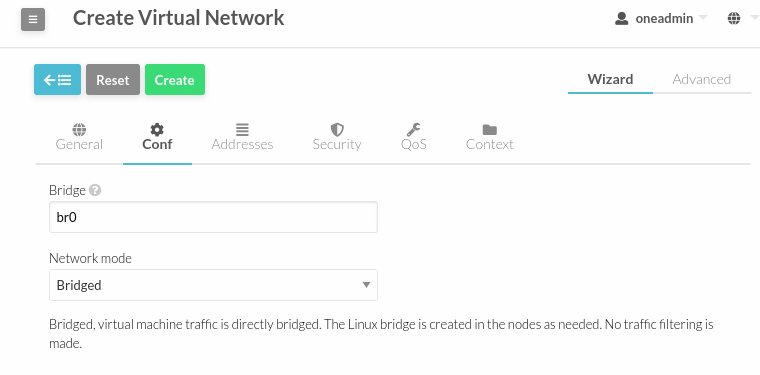 Create Virtual Network
oneadmin
Reset
Create
Wizard
Advanced
General
Conf
Addresses
Security
QoS
Context
Bridge
br0
Network mode
Bridged
Bridged, virtual machine traffic is directly bridged. The Linux bridge is created in the nodes as needed. No traffic filtering is
made.